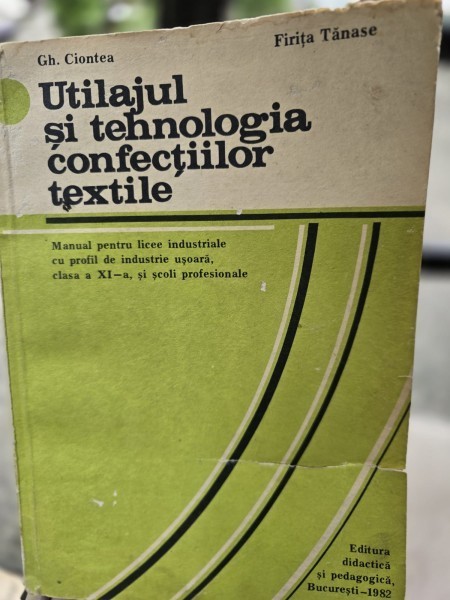 Gh. Ciontea
Firița Tănase
Utilajul
și tehnologia
confecțiilor
textile
Manual pentru licee industriale
cu profil de industrie ușoară,
clasa a XI—a, și școli profesionale
Editura
didactică
și pedagogică,
București—1982